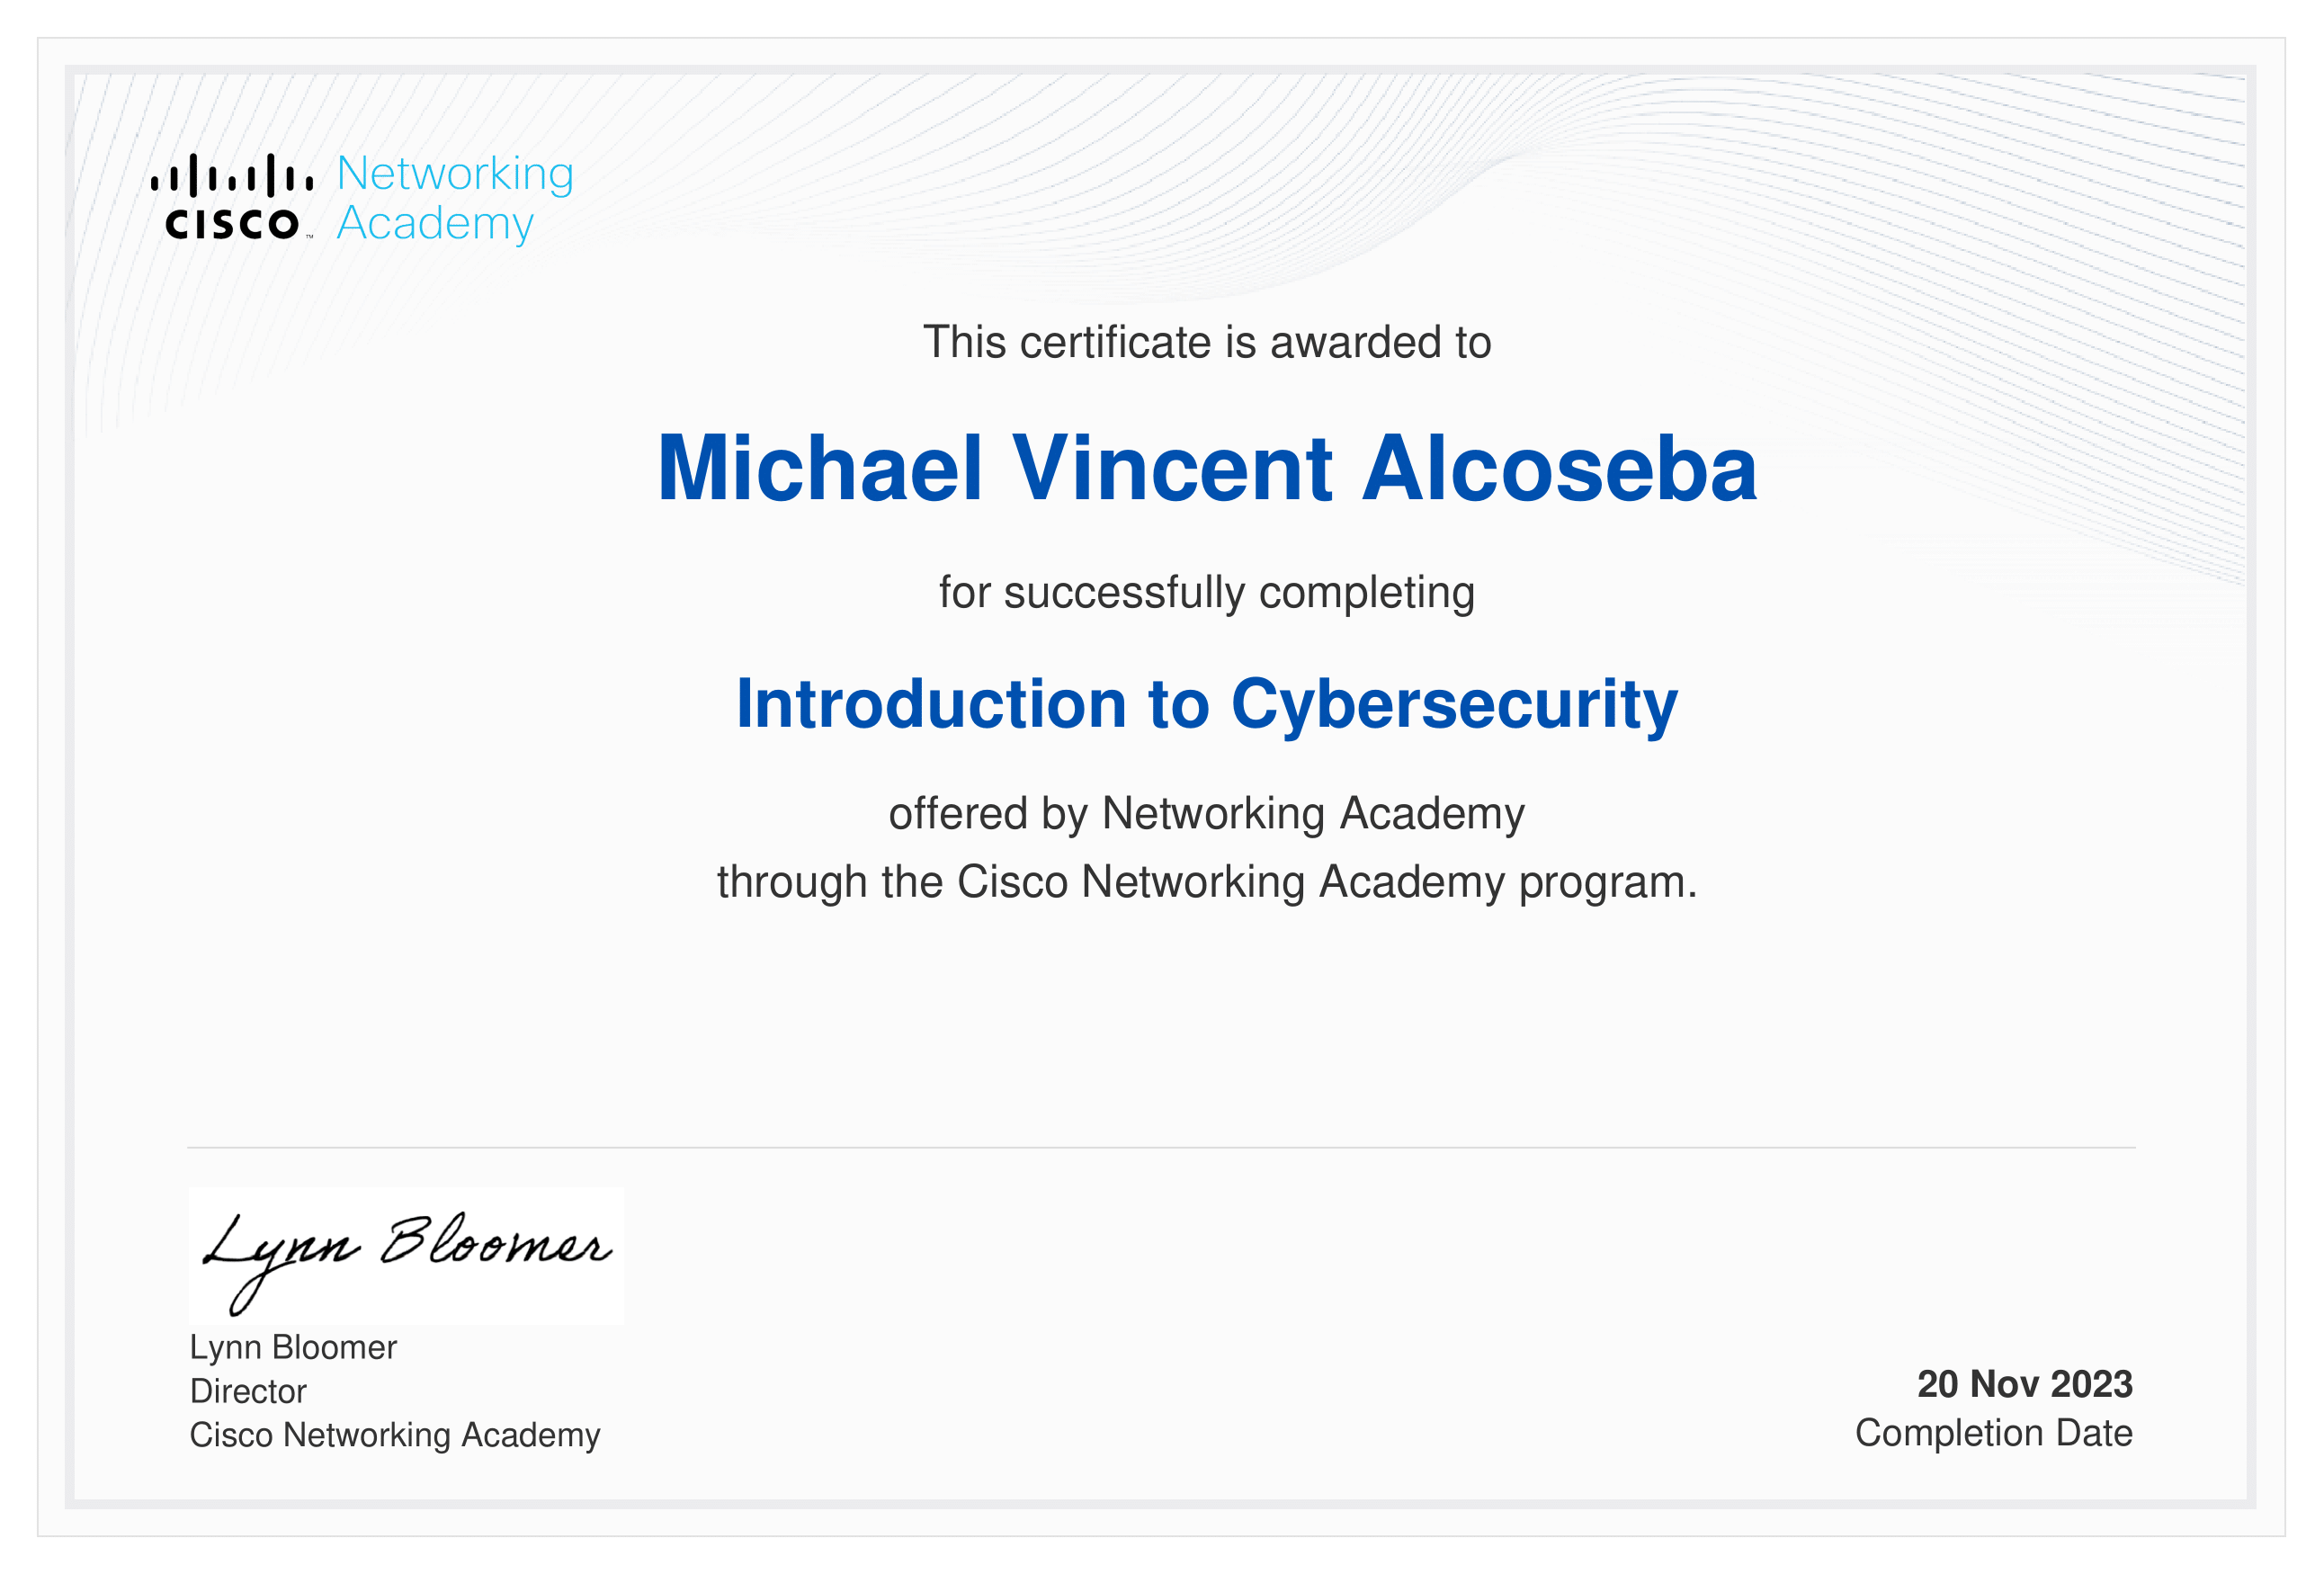 Networking
Academy
CISCO™
This certificate is awarded to
Michael Vincent Alcoseba
for successfully completing
Introduction to Cybersecurity
offered by Networking Academy
through the Cisco Networking Academy program.
Lynn Bloomer
Lynn Bloomer
Director
Cisco Networking Academy
20 Nov 2023
Completion Date